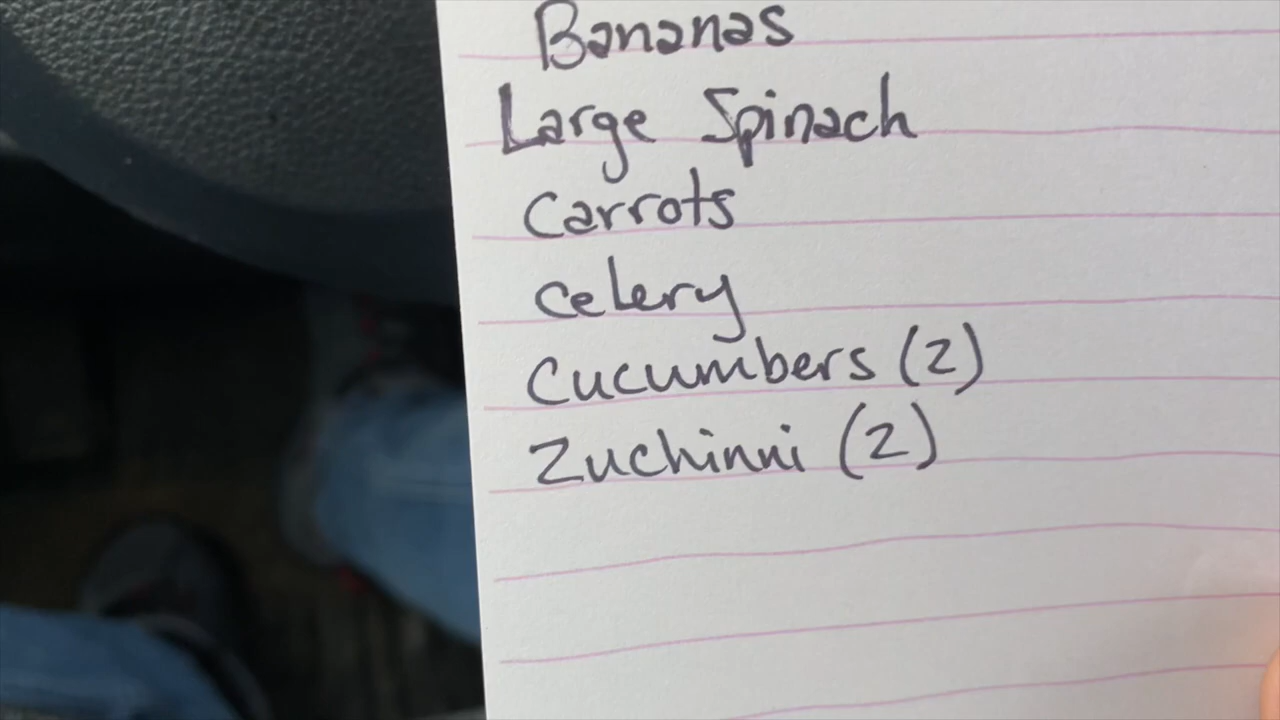 Bananas
Large Spinach
Carrots
celery
Cucumbers (2)
Zuchinni (2)